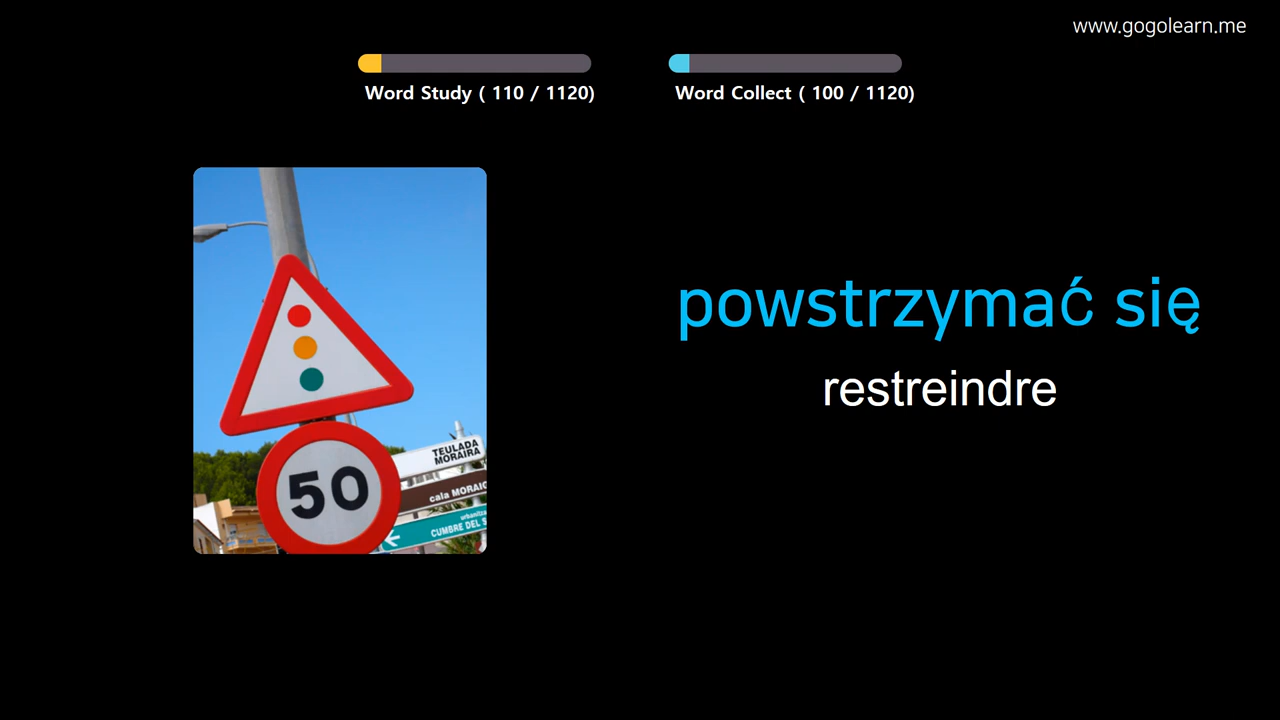 www.gogolearn.me
Word Study ( 110 / 1120)
Word Collect ( 100 / 1120)
powstrzymać się
restreindre
50
TEULADA
MORAIRA
cala
CUMBRE DEL